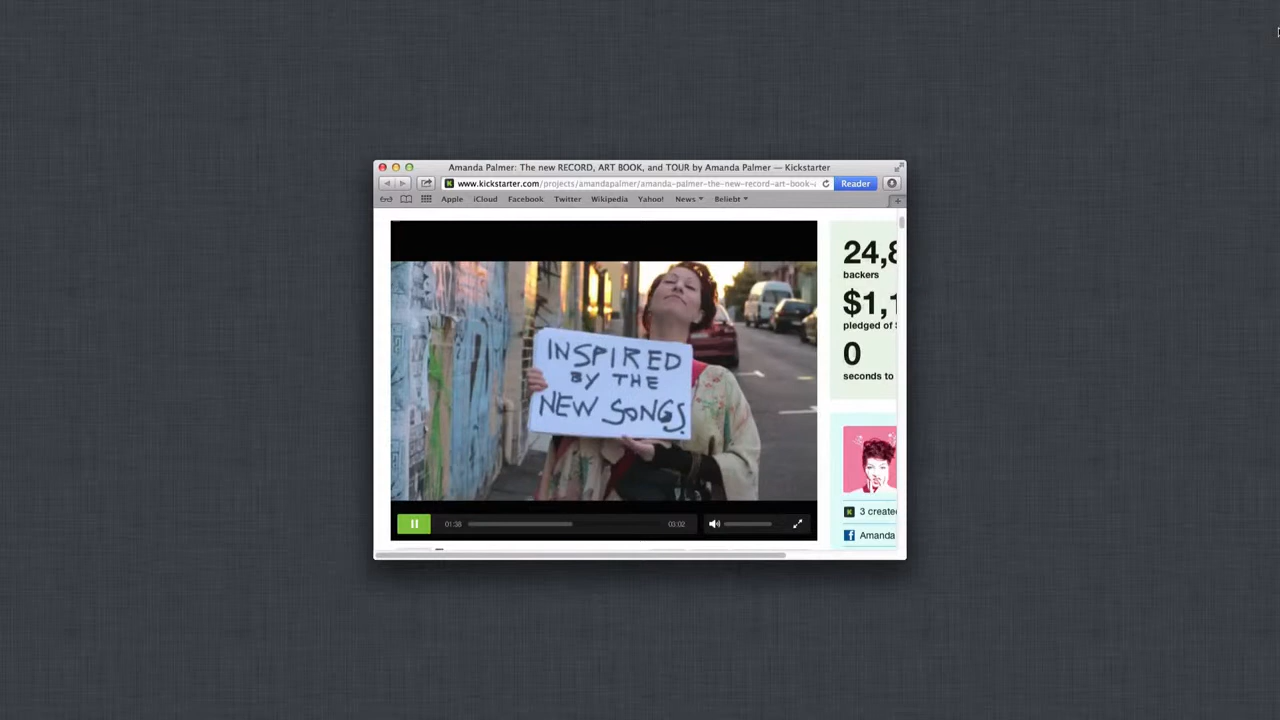 Amanda Palmer: The new RECORD, ART BOOK, and TOUR by Amanda Palmer — Kickstarter
www.kickstarter.com/projects/amandapalmer/amanda-palmer-the-new-record-art-book-
Reader
Apple iCloud Facebook Twitter Wikipedia Yahoo! News Beliebt
INSPIRED
BY THE
NEW SONGS.
01:38 03:02
24,8
backers
$1,1
pledged of
0
seconds to
3 create
Amanda